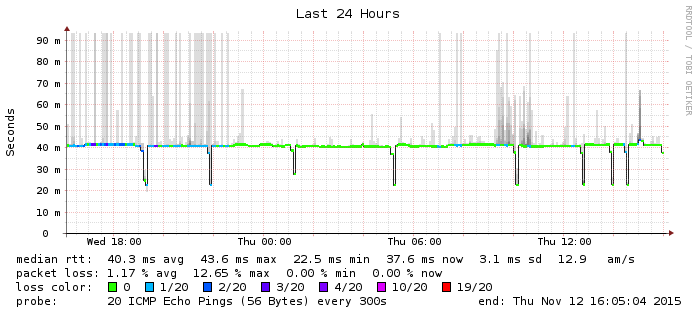 Last 24 Hours
RRDTOOL / TOBI OETIKER
Seconds
90 m
80 m
70 m
60 m
50 m
40 m
30 m
20 m
10 m
0
Wed 18:00 Thu 00:00 Thu 06:00 Thu 12:00
median rtt: 40.3 ms avg 43.6 ms max 22.5 ms min 37.6 ms now 3.1 ms sd 12.9 am/s
packet loss: 1.17 % avg 12.65 % max 0.00 % min 0.00 % now
loss color: 0 1/20 2/20 3/20 4/20 10/20 19/20
probe: 20 ICMP Echo Pings (56 Bytes) every 300s end: Thu Nov 12 16:05:04 2015